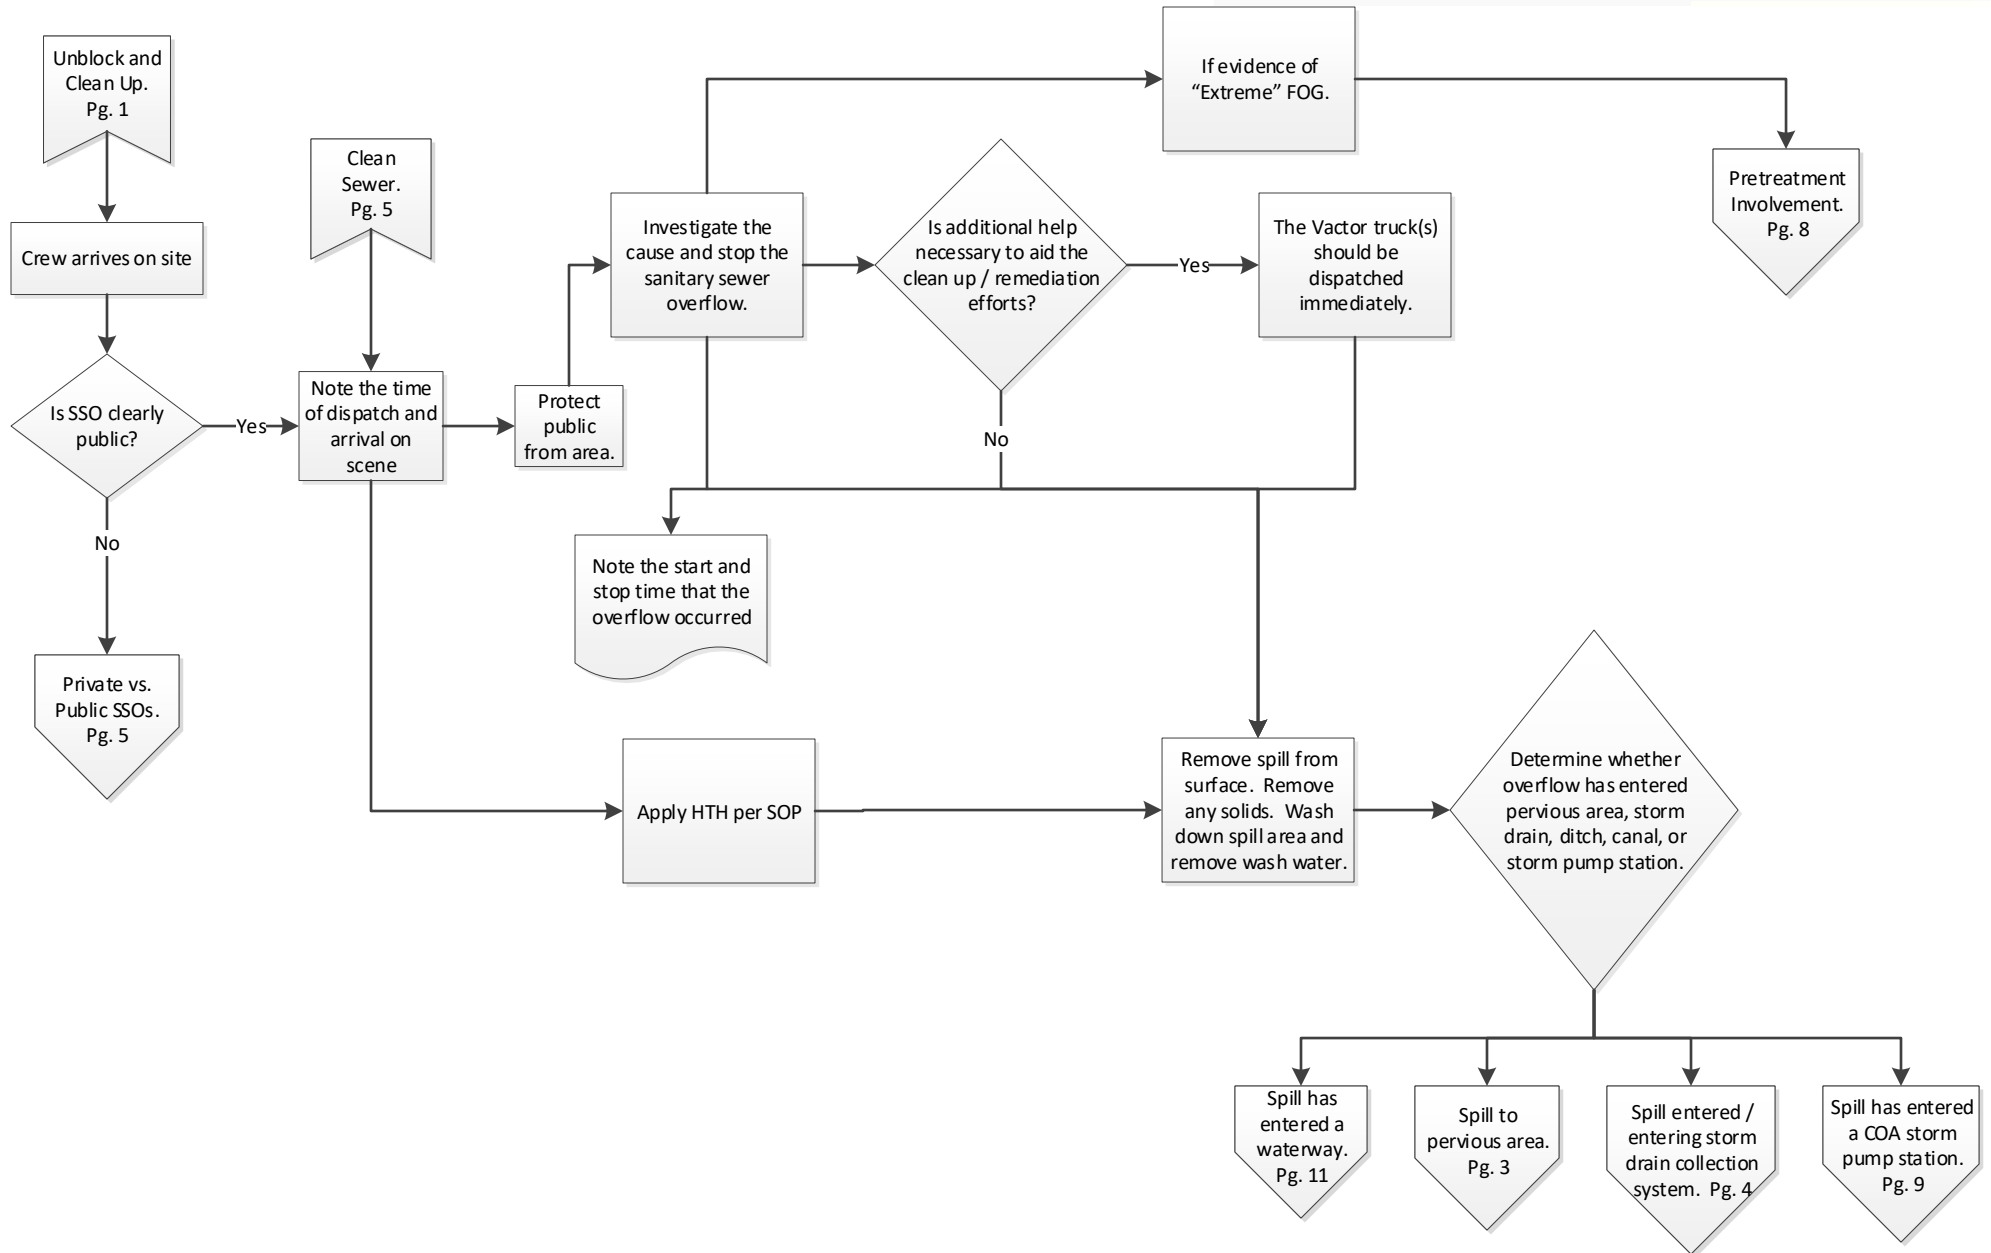 Unblock and
Clean Up.
Pg. 1
Crew arrives on site
Is SSO clearly
public?
Yes
No
Private vs.
Public SSOs.
Pg. 5
Clean
Sewer.
Pg. 5
Note the time
of dispatch and
arrival on
scene
Protect
public
from area.
Investigate the
cause and stop the
sanitary sewer
overflow.
If evidence of
“Extreme” FOG.
Pretreatment
Involvement.
Pg. 8
Is additional help
necessary to aid the
clean up / remediation
efforts?
Yes
No
The Vactor truck(s)
should be
dispatched
immediately.
Note the start and
stop time that the
overflow occurred
Apply HTH per SOP
Remove spill from
surface. Remove
any solids. Wash
down spill area and
remove wash water.
Determine whether
overflow has entered
pervious area, storm
drain, ditch, canal, or
storm pump station.
Spill has
entered a
waterway.
Pg. 11
Spill to
pervious area.
Pg. 3
Spill entered /
entering storm
drain collection
system. Pg. 4
Spill has entered
a COA storm
pump station.
Pg. 9